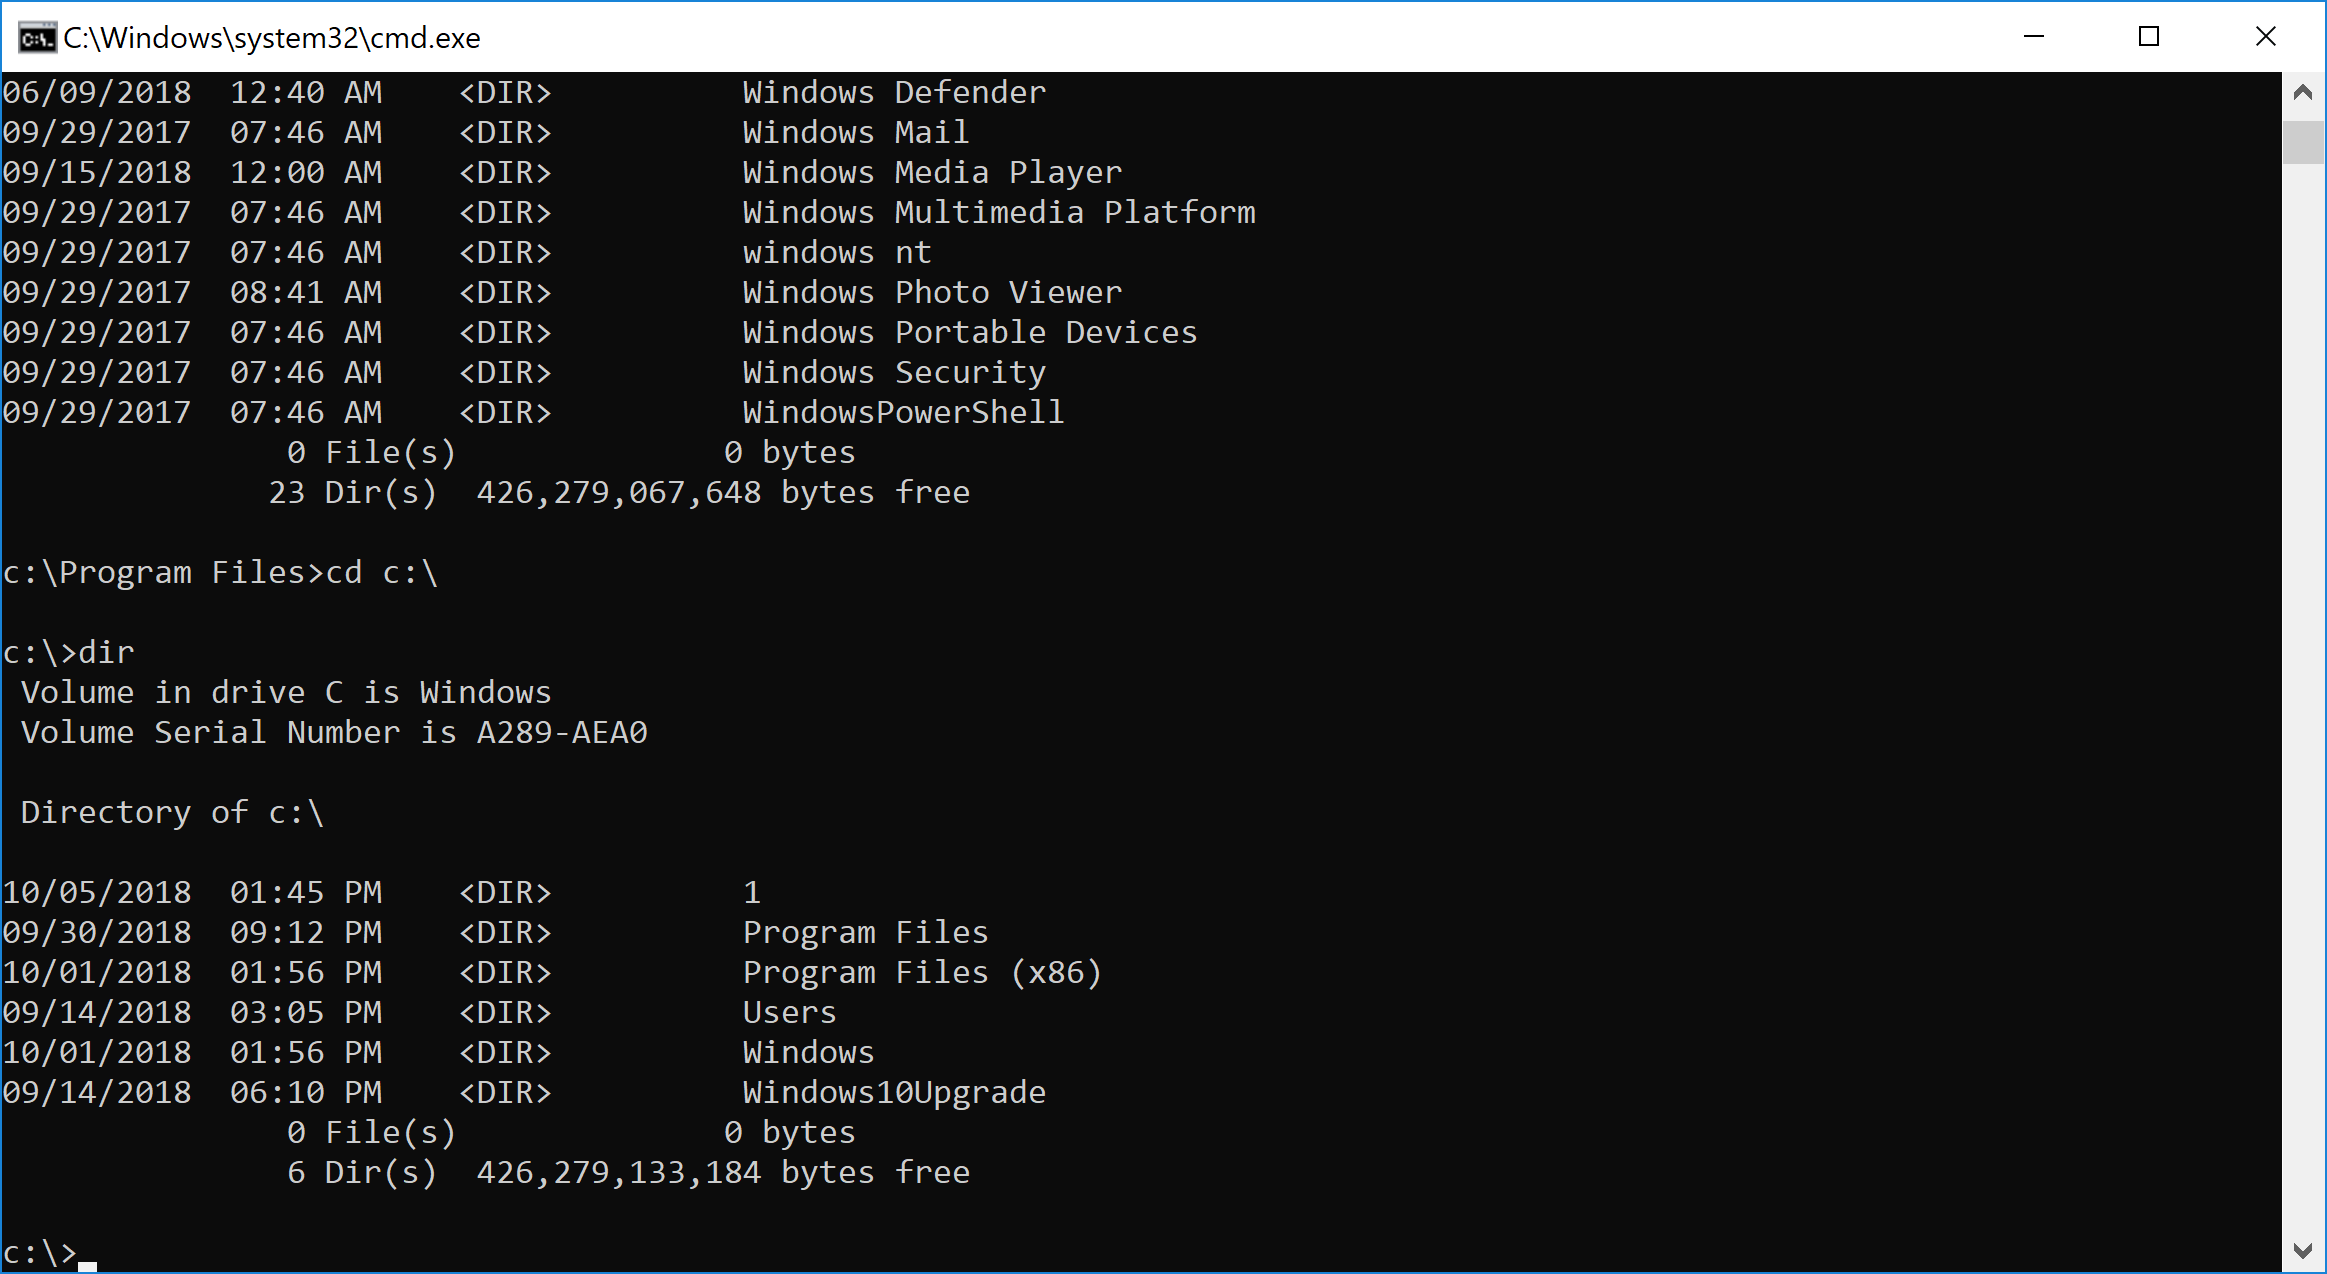 C:\Windows\system32\cmd.exe
06/09/2018  12:40 AM    <DIR>          Windows Defender
09/29/2017  07:46 AM    <DIR>          Windows Mail
09/15/2018  12:00 AM    <DIR>          Windows Media Player
09/29/2017  07:46 AM    <DIR>          Windows Multimedia Platform
09/29/2017  07:46 AM    <DIR>          windows nt
09/29/2017  08:41 AM    <DIR>          Windows Photo Viewer
09/29/2017  07:46 AM    <DIR>          Windows Portable Devices
09/29/2017  07:46 AM    <DIR>          Windows Security
09/29/2017  07:46 AM    <DIR>          WindowsPowerShell
               0 File(s)              0 bytes
              23 Dir(s)  426,279,067,648 bytes free
c:\Program Files>cd c:\
c:\>dir
 Volume in drive C is Windows
 Volume Serial Number is A289-AEA0
 Directory of c:\
10/05/2018  01:45 PM    <DIR>          1
09/30/2018  09:12 PM    <DIR>          Program Files
10/01/2018  01:56 PM    <DIR>          Program Files (x86)
09/14/2018  03:05 PM    <DIR>          Users
10/01/2018  01:56 PM    <DIR>          Windows
09/14/2018  06:10 PM    <DIR>          Windows10Upgrade
               0 File(s)              0 bytes
               6 Dir(s)  426,279,133,184 bytes free
c:\>